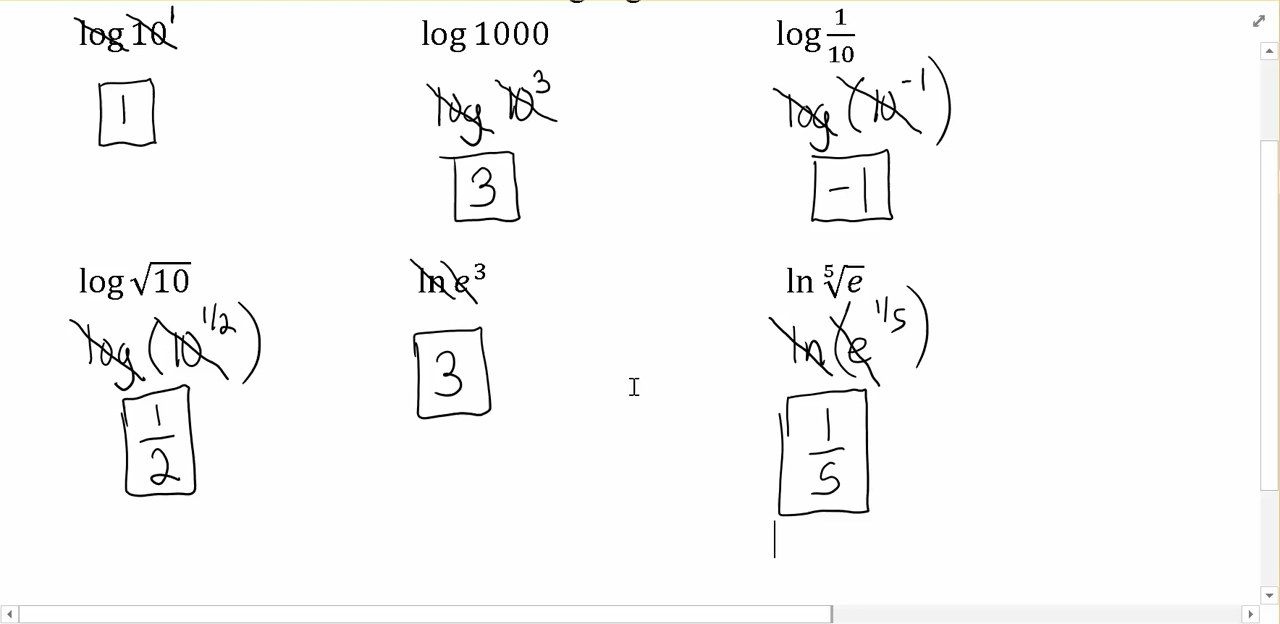 log 10¹
log 1000
log 1/10
1
log 10³
log (10⁻¹)
3
-1
log √10
ln e³
ln ⁵√e
log (10^1/2)
3
ln (e^1/5)
1/2
1/5